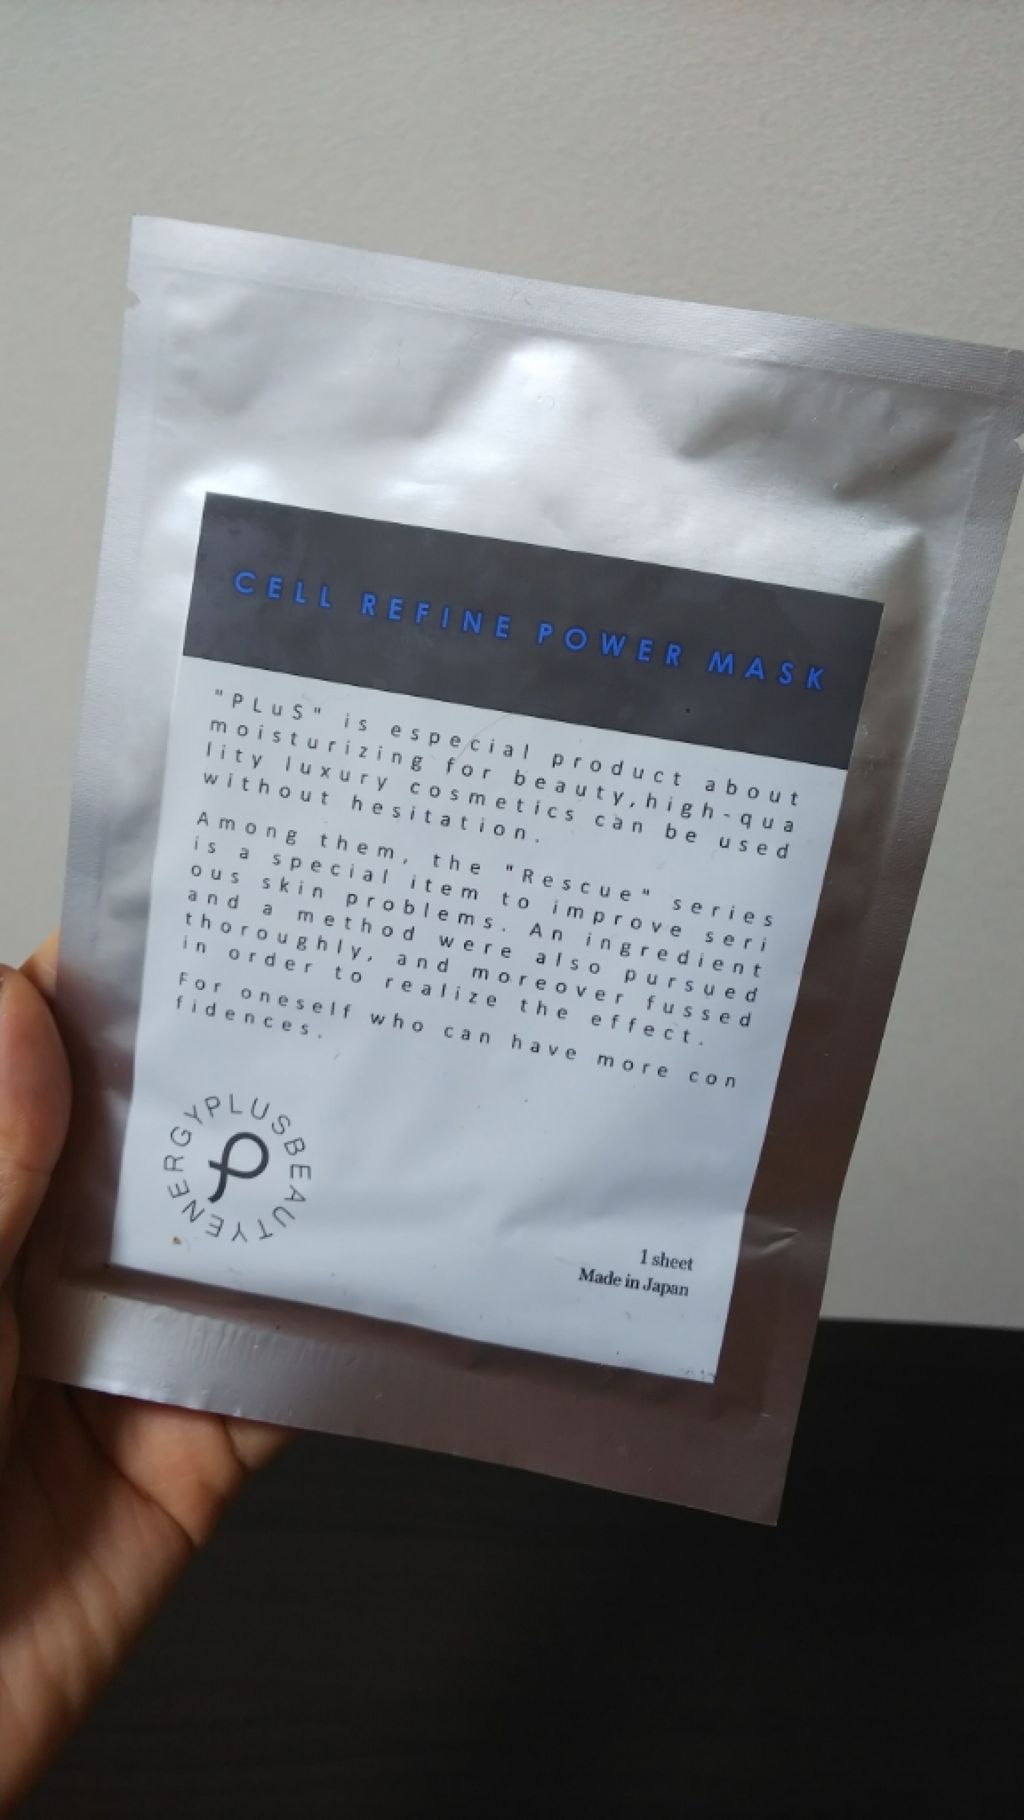 CELL REFINE POWER MASK
"PLuS" is especial product about
moisturizing for beauty,high-qua
lity luxury cosmetics can be used
without hesitation.
Among them, the "Rescue" series
is a special item to improve seri
ous skin problems. An ingredient
and a method were also pursued
thoroughly, and moreover fussed
in order to realize the effect.
For oneself who can have more con
fidences.
PLUSBEAUTYENERGY
1 sheet
Made in Japan